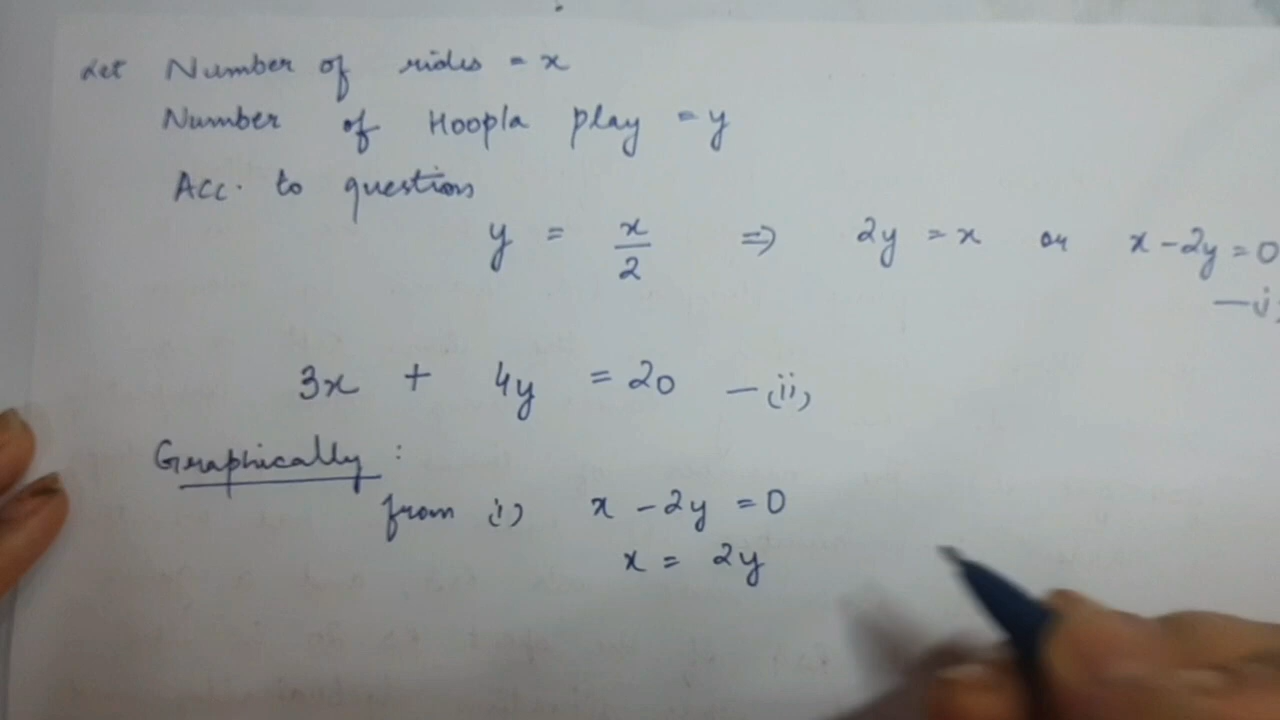 Let Number of rides = x
Number of Hoopla play = y
Acc. to question
y = x/2 => 2y = x or x - 2y = 0
— (i)
3x + 4y = 20 — (ii)
Graphically :
from (i) x - 2y = 0
x = 2y